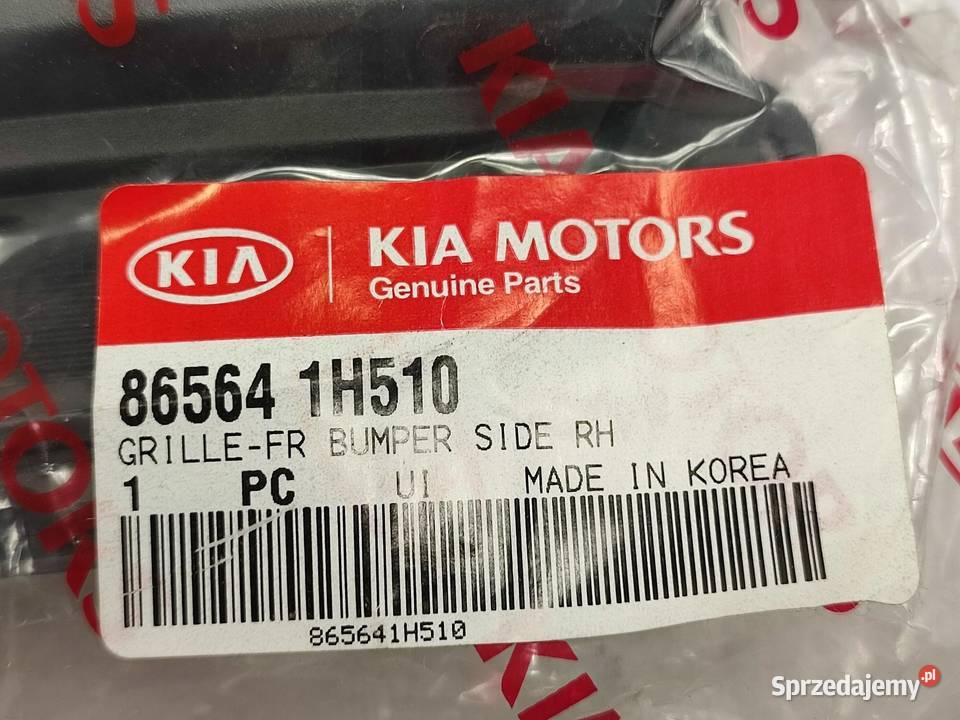 KIA
KIA MOTORS
Genuine Parts
86564 1H510
GRILLE-FR BUMPER SIDE RH
1 PC UI MADE IN KOREA
865641H510
Sprzedajemy.pl